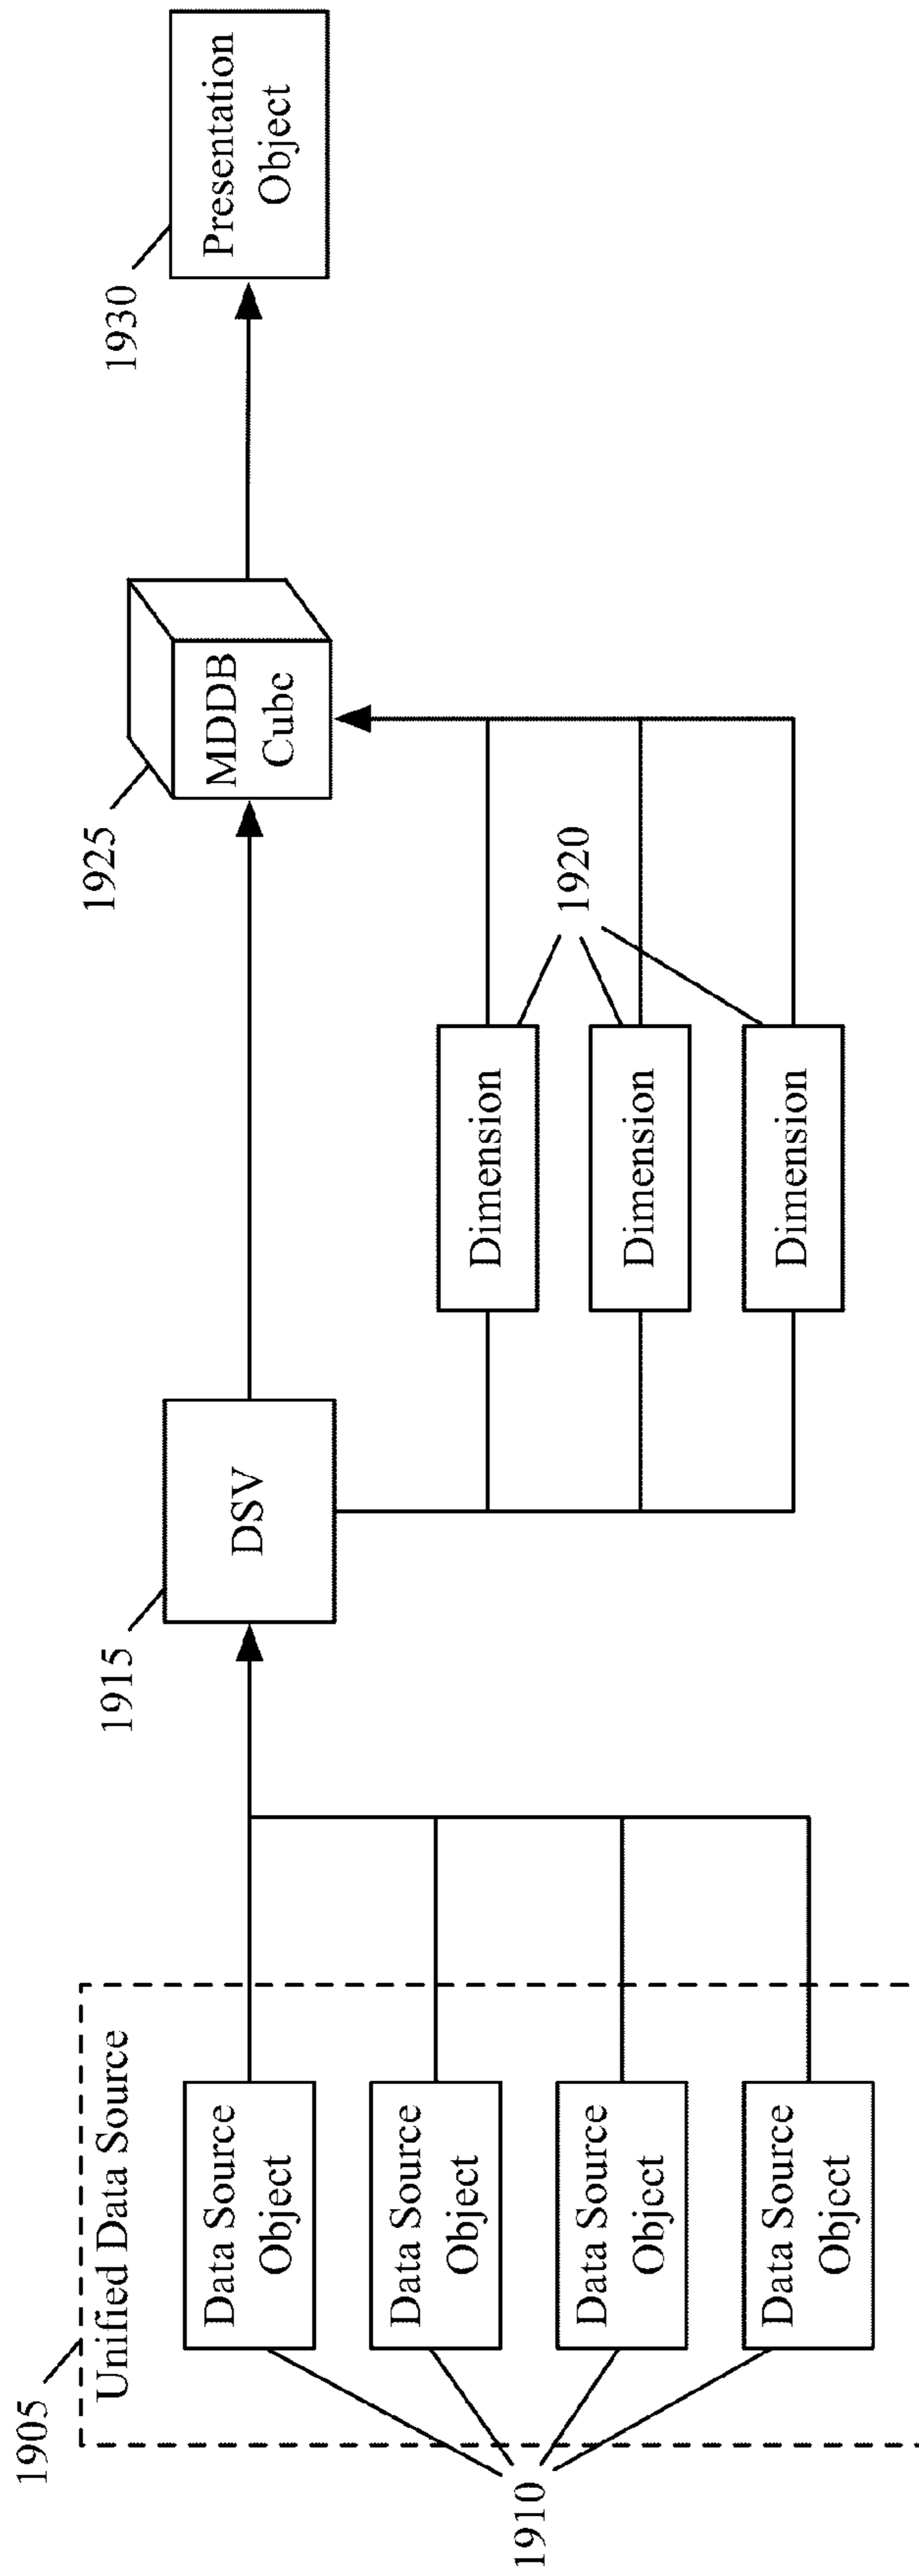 1905
Unified Data Source
Data Source
Object
Data Source
Object
Data Source
Object
Data Source
Object
1910
1915
DSV
Dimension
Dimension
Dimension
1920
1925
MDDB
Cube
1930
Presentation
Object